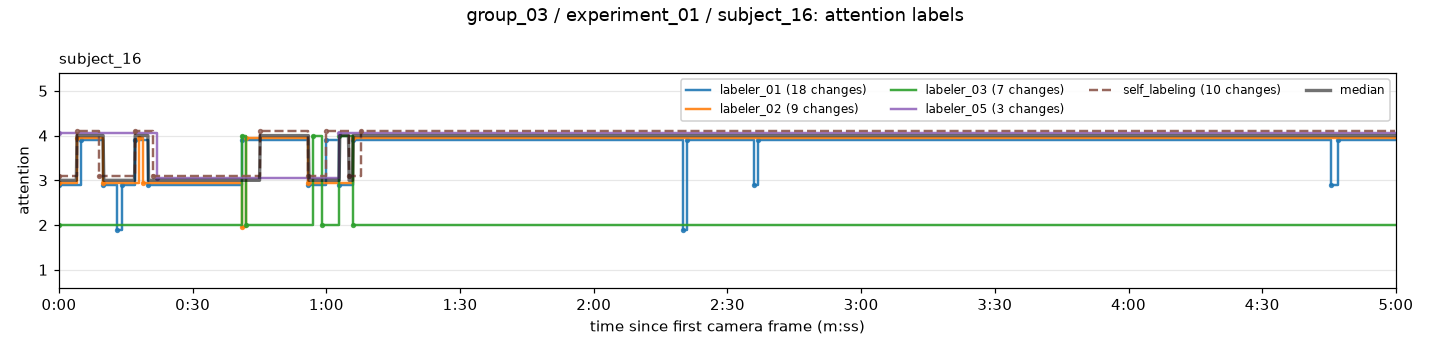 group_03 / experiment_01 / subject_16: attention labels
subject_16
labeler_01 (18 changes)
labeler_02 (9 changes)
labeler_03 (7 changes)
labeler_05 (3 changes)
self_labeling (10 changes)
median
attention
5
4
3
2
1
0:00
0:30
1:00
1:30
2:00
2:30
3:00
3:30
4:00
4:30
5:00
time since first camera frame (m:ss)